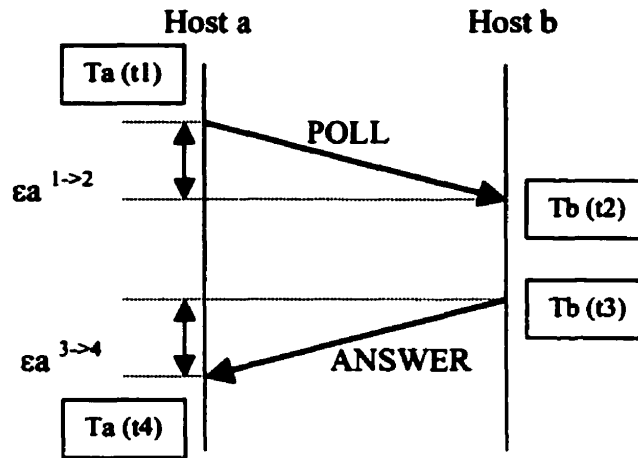 Host a
Host b
Ta (t1)
POLL
εa 1->2
Tb (t2)
Tb (t3)
εa 3->4
ANSWER
Ta (t4)